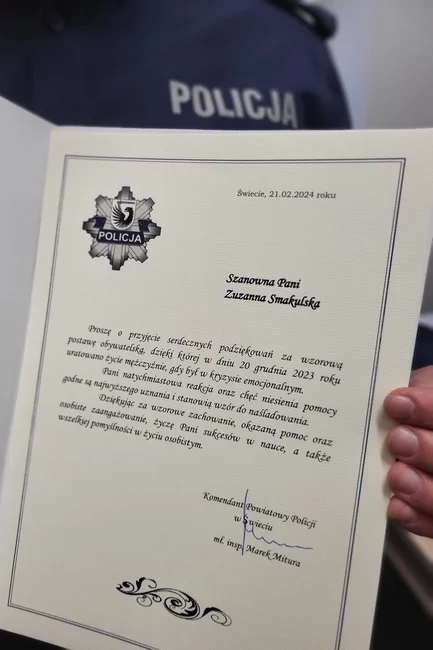 POLICJA
Świecie, 21.02.2024 roku
POLICJA
Szanowna Pani
Zuzanna Smakulska
Proszę o przyjęcie serdecznych podziękowań za wzorową
postawę obywatelską, dzięki której w dniu 20 grudnia 2023 roku
uratowano życie mężczyźnie, gdy był w kryzysie emocjonalnym.
Pani natychmiastowa reakcja oraz chęć niesienia pomocy
godne są najwyższego uznania i stanowią wzór do naśladowania.
Dziękując za wzorowe zachowanie, okazaną pomoc oraz
osobiste zaangażowanie, życzę Pani sukcesów w nauce, a także
wszelkiej pomyślności w życiu osobistym.
Komendant Powiatowy Policji
w Świeciu
mł. insp. Marek Mitura